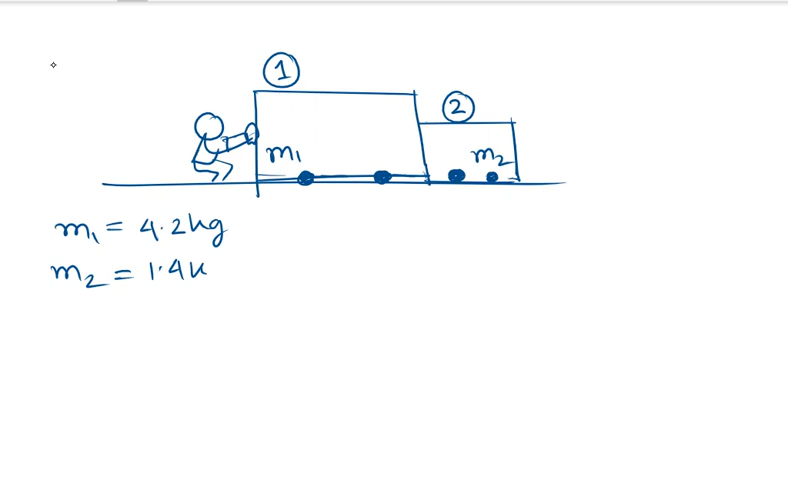 ①
②
m₁
m₂
m₁ = 4.2kg
m₂ = 1.4k